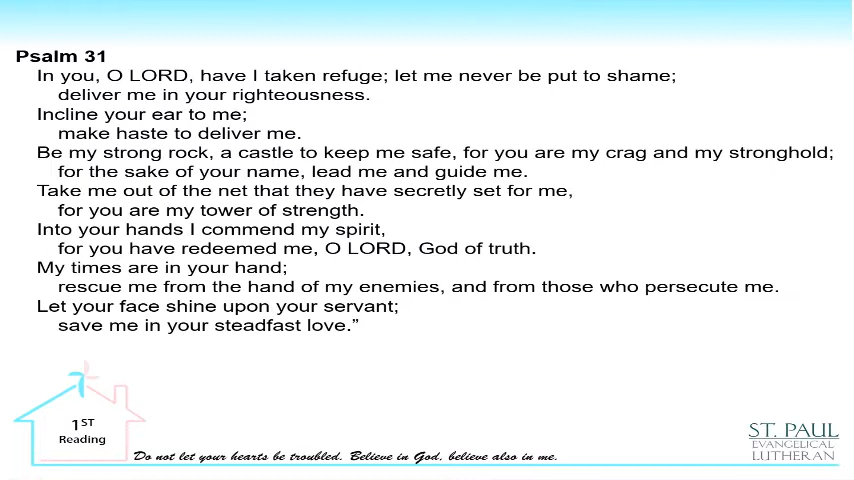 Psalm 31
In you, O LORD, have I taken refuge; let me never be put to shame;
deliver me in your righteousness.
Incline your ear to me;
make haste to deliver me.
Be my strong rock, a castle to keep me safe, for you are my crag and my stronghold;
for the sake of your name, lead me and guide me.
Take me out of the net that they have secretly set for me,
for you are my tower of strength.
Into your hands I commend my spirit,
for you have redeemed me, O LORD, God of truth.
My times are in your hand;
rescue me from the hand of my enemies, and from those who persecute me.
Let your face shine upon your servant;
save me in your steadfast love.”
1ST
Reading
Do not let your hearts be troubled. Believe in God, believe also in me.
ST. PAUL
EVANGELICAL
LUTHERAN